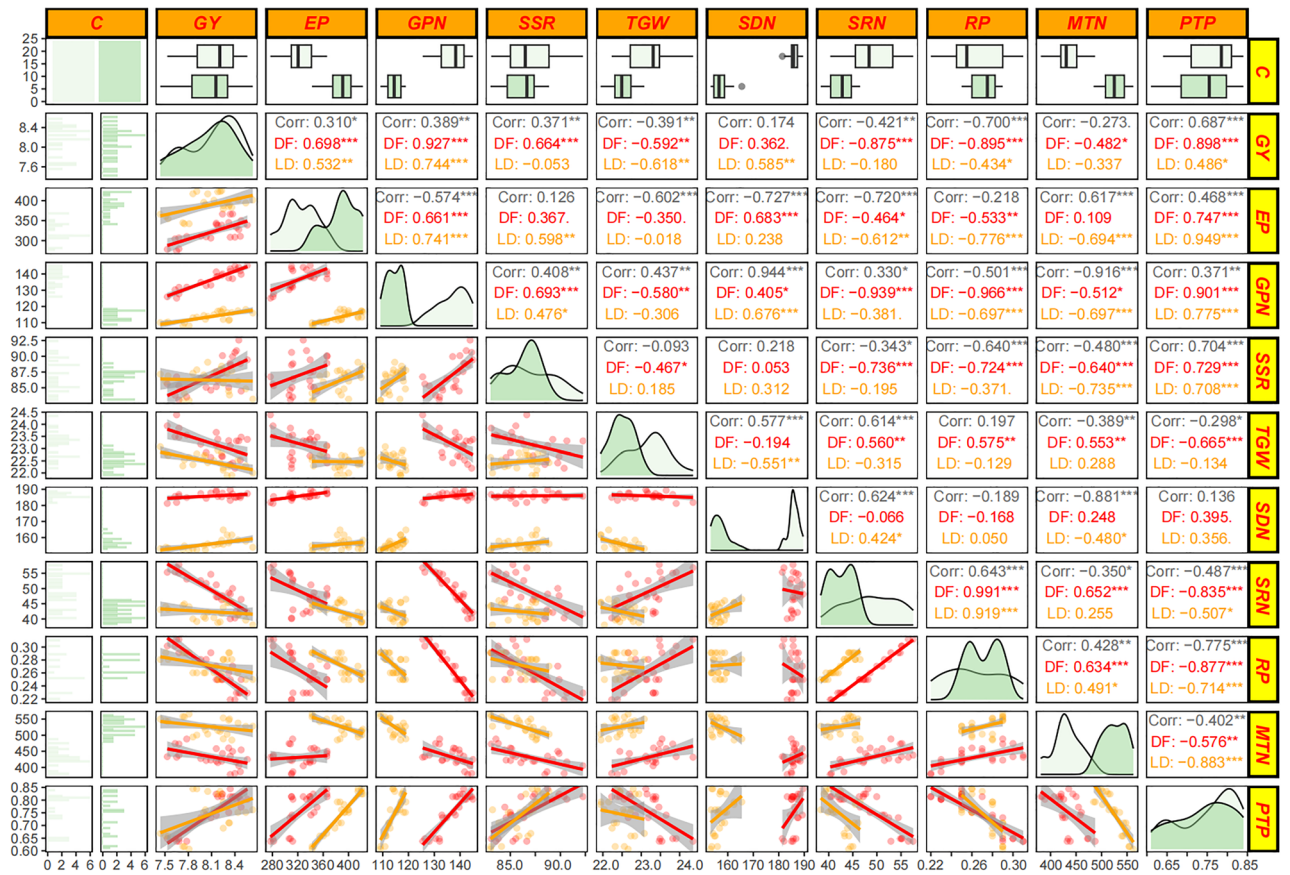 C GY EP GPN SSR TGW SDN SRN RP MTN PTP
25
20
15
10
5
0
C
8.4
8.0
7.6
Corr: 0.310* Corr: 0.389** Corr: 0.371** Corr: −0.391** Corr: 0.174 Corr: −0.421** Corr: −0.700*** Corr: −0.273. Corr: 0.687***
DF: 0.698*** DF: 0.927*** DF: 0.664*** DF: −0.592** DF: 0.362. DF: −0.875*** DF: −0.895*** DF: −0.482* DF: 0.898***
LD: 0.532** LD: 0.744*** LD: −0.053 LD: −0.618** LD: 0.585** LD: −0.180 LD: −0.434* LD: −0.337 LD: 0.486*
GY
400
350
300
Corr: −0.574*** Corr: 0.126 Corr: −0.602*** Corr: −0.727*** Corr: −0.720*** Corr: −0.218 Corr: 0.617*** Corr: 0.468**
DF: 0.661*** DF: 0.367. DF: −0.350. DF: 0.683*** DF: −0.464* DF: −0.533** DF: 0.109 DF: 0.747***
LD: 0.741*** LD: 0.598** LD: −0.018 LD: 0.238 LD: −0.612** LD: −0.776*** LD: −0.694*** LD: 0.949***
EP
140
130
120
110
Corr: 0.408** Corr: 0.437** Corr: 0.944*** Corr: 0.330* Corr: −0.501*** Corr: −0.916*** Corr: 0.371**
DF: 0.693*** DF: −0.580** DF: 0.405* DF: −0.939*** DF: −0.966*** DF: −0.512* DF: 0.901***
LD: 0.476* LD: −0.306 LD: 0.676*** LD: −0.381. LD: −0.697*** LD: −0.697*** LD: 0.775***
GPN
92.5
90.0
87.5
85.0
Corr: −0.093 Corr: 0.218 Corr: −0.343* Corr: −0.640*** Corr: −0.480*** Corr: 0.704***
DF: −0.467* DF: 0.053 DF: −0.736*** DF: −0.724*** DF: −0.640*** DF: 0.729***
LD: 0.185 LD: 0.312 LD: −0.195 LD: −0.371. LD: −0.735*** LD: 0.708***
SSR
24.5
24.0
23.5
23.0
22.5
22.0
Corr: 0.577*** Corr: 0.614*** Corr: 0.197 Corr: −0.389** Corr: −0.298*
DF: −0.194 DF: 0.560** DF: 0.575** DF: 0.553** DF: −0.665***
LD: −0.551** LD: −0.315 LD: −0.129 LD: 0.288 LD: −0.134
TGW
190
180
170
160
Corr: 0.624*** Corr: −0.189 Corr: −0.881*** Corr: 0.136
DF: −0.066 DF: −0.168 DF: 0.248 DF: 0.395.
LD: 0.424* LD: 0.050 LD: −0.480* LD: 0.356.
SDN
55
50
45
40
Corr: 0.643*** Corr: −0.350* Corr: −0.487***
DF: 0.991*** DF: 0.652*** DF: −0.835***
LD: 0.919*** LD: 0.255 LD: −0.507*
SRN
0.30
0.28
0.26
0.24
0.22
Corr: 0.428** Corr: −0.775***
DF: 0.634*** DF: −0.877***
LD: 0.491* LD: −0.714***
RP
550
500
450
400
Corr: −0.402**
DF: −0.576**
LD: −0.883***
MTN
0.85
0.80
0.75
0.70
0.65
0.60
PTP
0 2 4 6 0 2 4 6 7.5 7.8 8.1 8.4 280 320 360 400 110 120 130 140 85.0 90.0 22.0 23.0 24.0 160 170 180 190 40 45 50 55 0.22 0.26 0.30 400 450 500 550 0.65 0.75 0.85